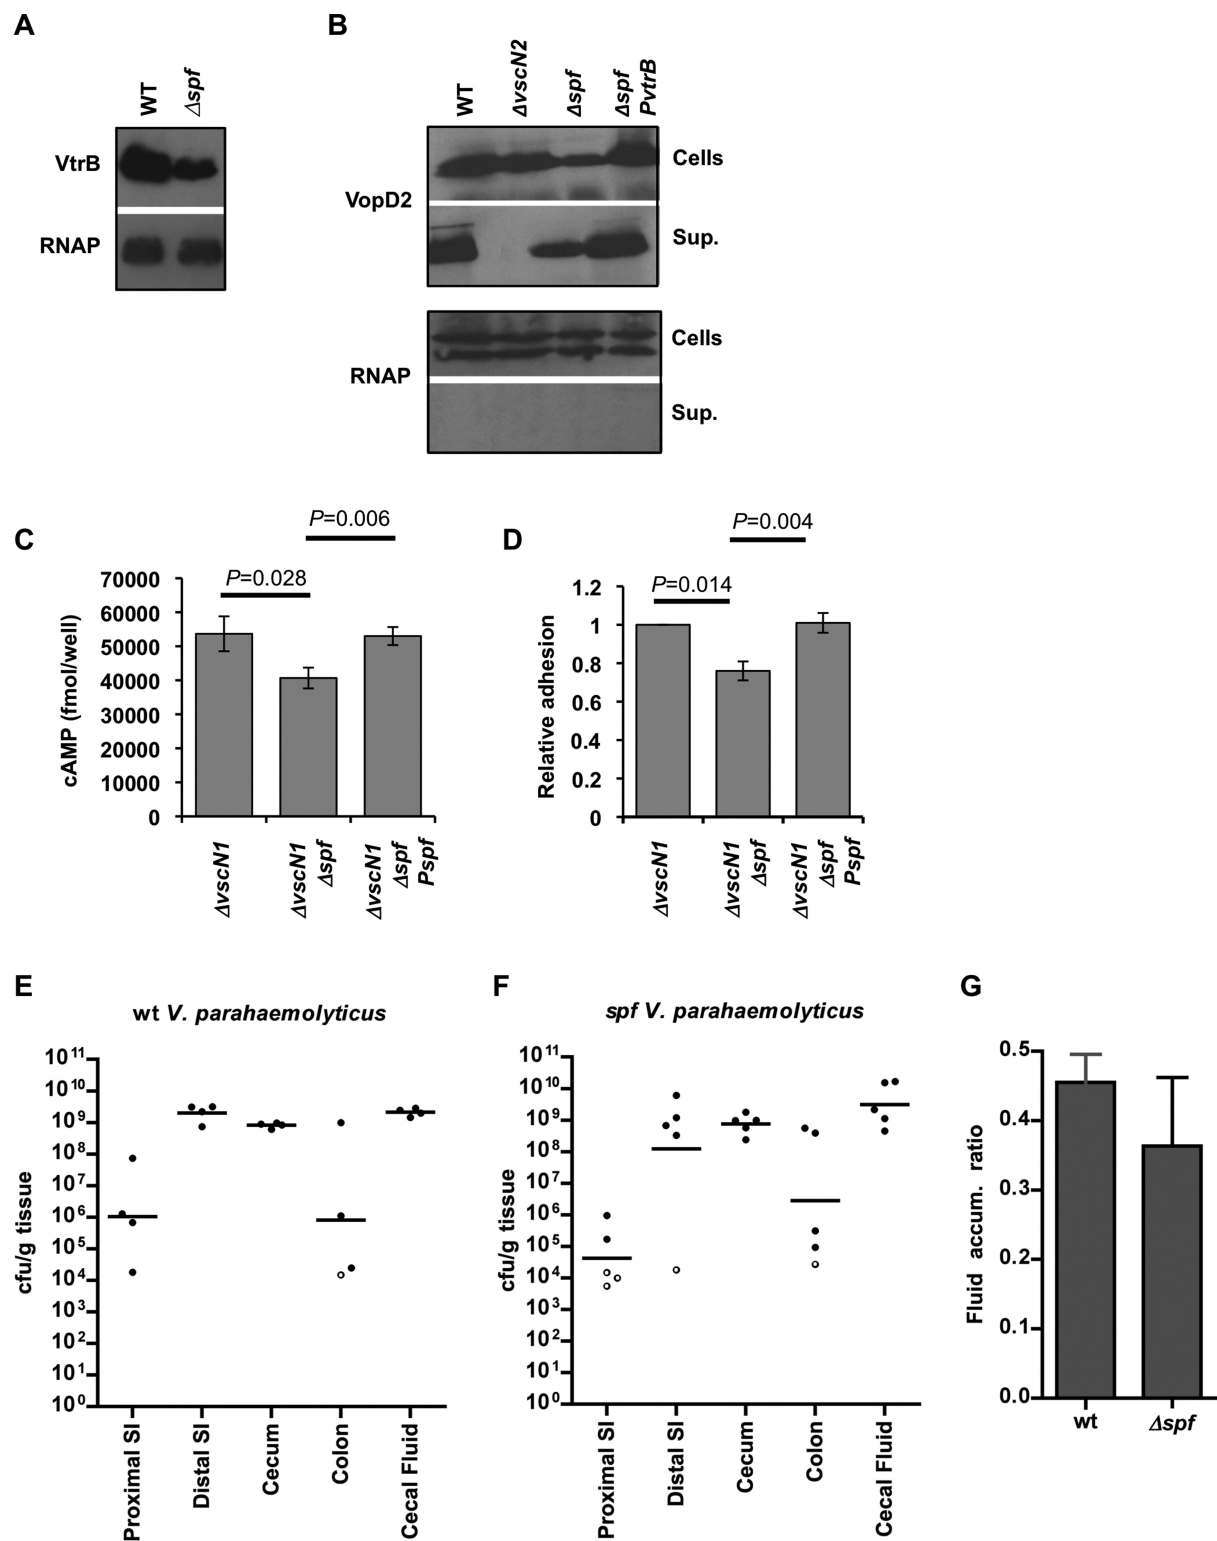 A
B
WT
Δspf
WT
ΔvscN2
Δspf
Δspf
PvtrB
VtrB
RNAP
VopD2
Cells
Sup.
RNAP
Cells
Sup.
C
P=0.006
P=0.028
cAMP (fmol/well)
70000
60000
50000
40000
30000
20000
10000
0
ΔvscN1
ΔvscN1
Δspf
ΔvscN1
Δspf
Pspf
D
P=0.004
P=0.014
Relative adhesion
1.2
1
0.8
0.6
0.4
0.2
0
ΔvscN1
ΔvscN1
Δspf
ΔvscN1
Δspf
Pspf
E
wt V. parahaemolyticus
cfu/g tissue
10^11
10^10
10^9
10^8
10^7
10^6
10^5
10^4
10^3
10^2
10^1
10^0
Proximal SI
Distal SI
Cecum
Colon
Cecal Fluid
F
spf V. parahaemolyticus
cfu/g tissue
10^11
10^10
10^9
10^8
10^7
10^6
10^5
10^4
10^3
10^2
10^1
10^0
Proximal SI
Distal SI
Cecum
Colon
Cecal Fluid
G
Fluid accum. ratio
0.5
0.4
0.3
0.2
0.1
0.0
wt
Δspf